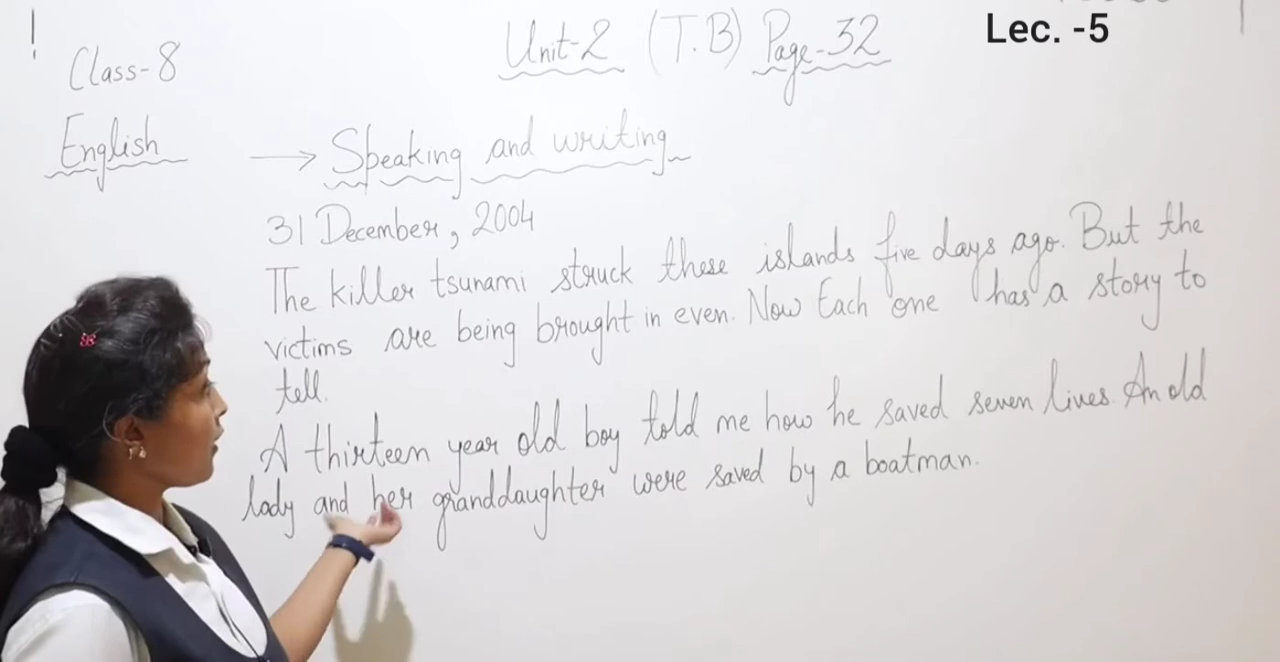 Lec. -5
Class-8
Unit-2 (T.B) Page-32
English
→ Speaking and writing
31 December, 2004
The killer tsunami struck these islands five days ago. But the
victims are being brought in even. Now Each one has a story to
tell.
A thirteen year old boy told me how he saved seven lives. An old
lady and her granddaughter were saved by a boatman.